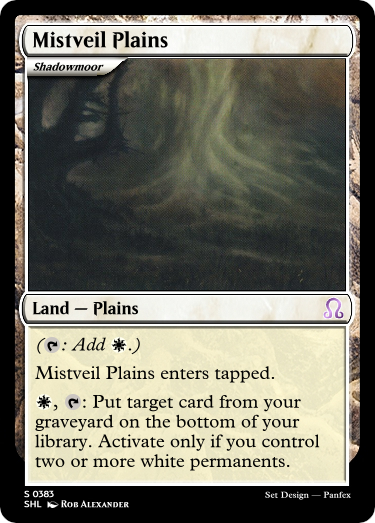 Mistveil Plains
Shadowmoor
Land — Plains
(: Add .)
Mistveil Plains enters tapped.
, : Put target card from your
graveyard on the bottom of your
library. Activate only if you control
two or more white permanents.
S 0383
SHL Rob Alexander
Set Design — Panfex